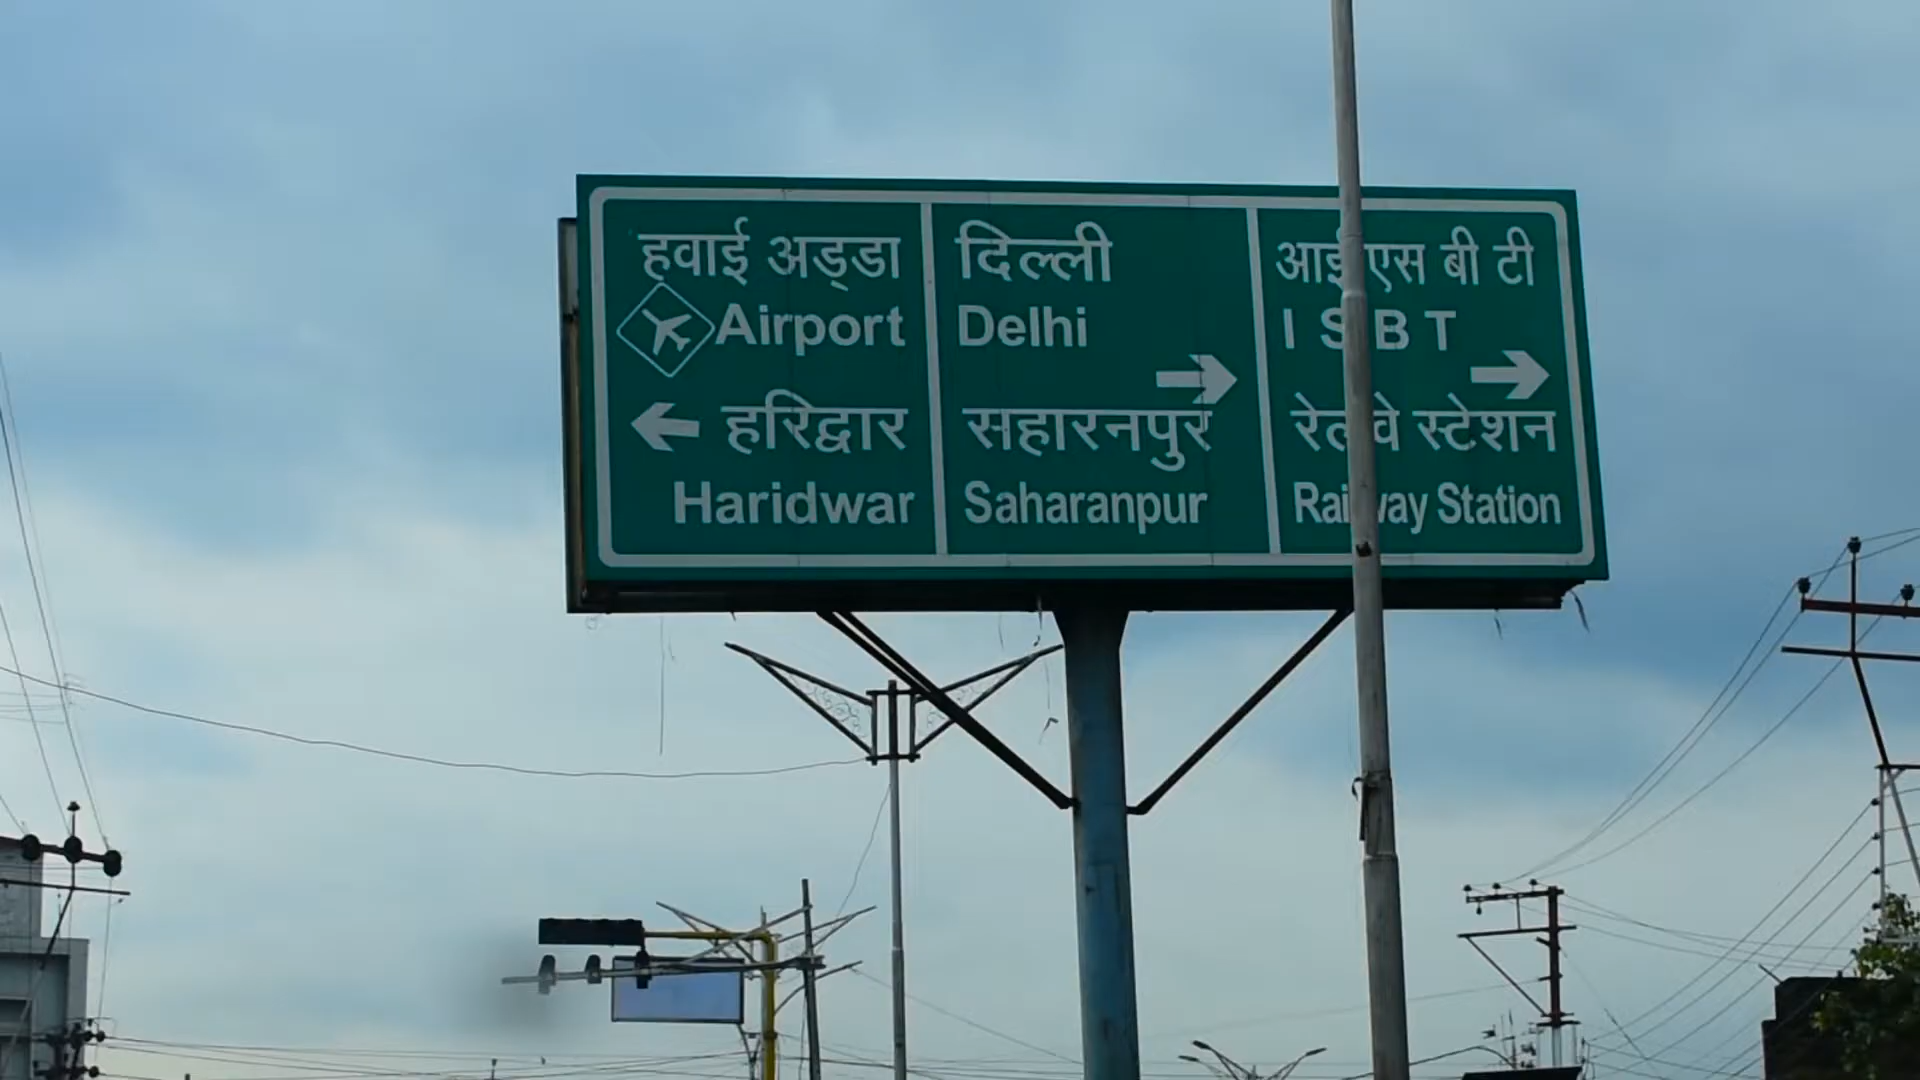 हवाई अड्डा
Airport
हरिद्वार
Haridwar
दिल्ली
Delhi
सहारनपुर
Saharanpur
आई एस बी टी
I S B T
रेलवे स्टेशन
Railway Station